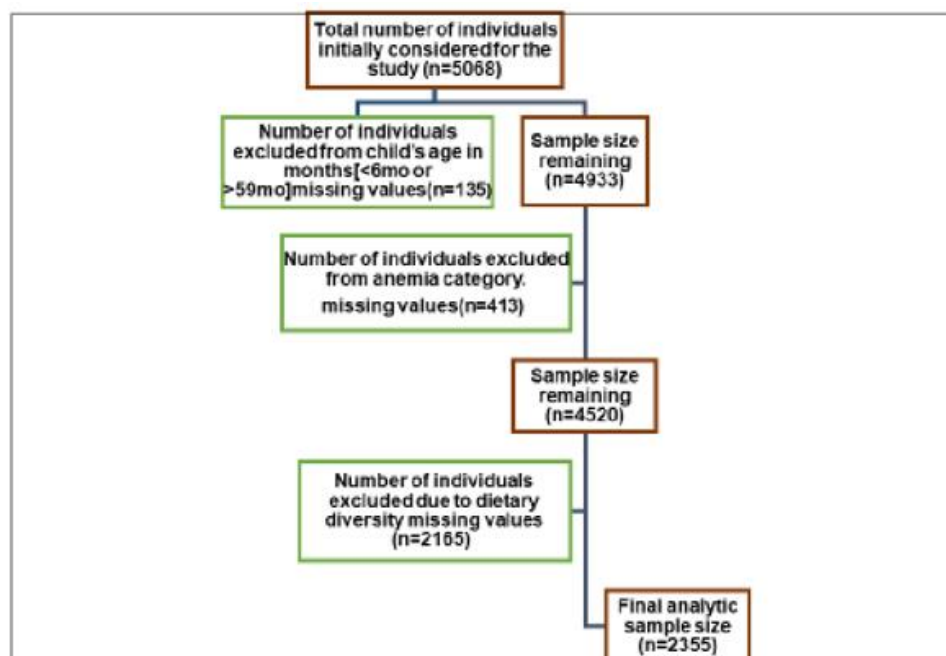 Total number of individuals
initially considered for the
study (n=5068)
Number of individuals
excluded from child's age in
months[<6mo or
>59mo]missing values(n=135)
Sample size
remaining
(n=4933)
Number of individuals excluded
from anemia category.
missing values(n=413)
Sample size
remaining
(n=4520)
Number of individuals
excluded due to dietary
diversity missing values
(n=2165)
Final analytic
sample size
(n=2355)